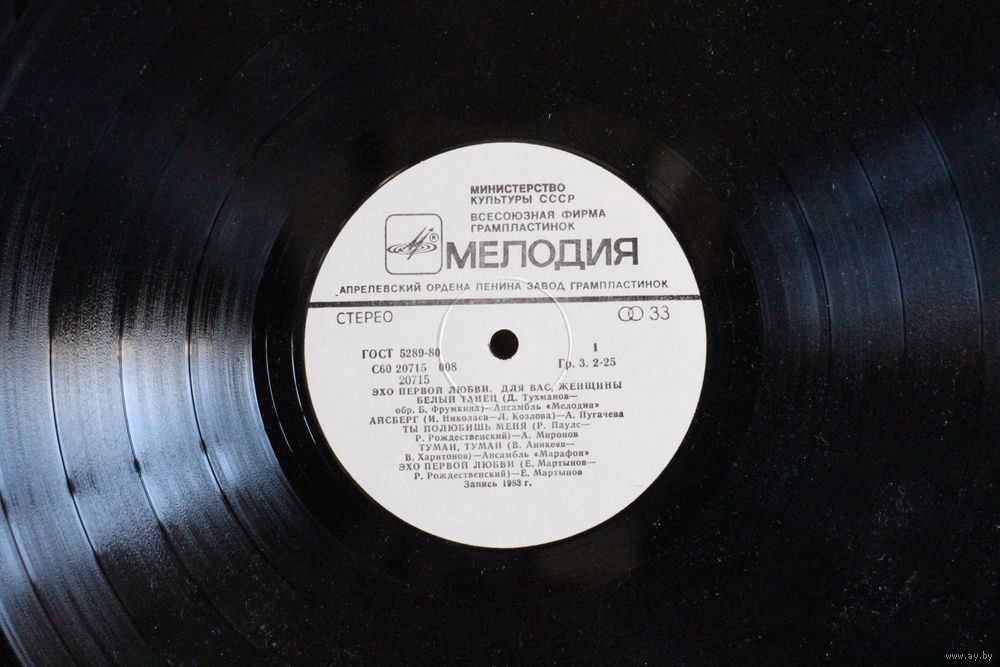 МИНИСТЕРСТВО
КУЛЬТУРЫ СССР
ВСЕСОЮЗНАЯ ФИРМА
ГРАМПЛАСТИНОК
®
МЕЛОДИЯ
АПРЕЛЕВСКИЙ ОРДЕНА ЛЕНИНА ЗАВОД ГРАМПЛАСТИНОК
СТЕРЕО
33
ГОСТ 5289-80
1
С60 20715 008
Гр. 3. 2-25
20715
ЭХО ПЕРВОЙ ЛЮБВИ. ДЛЯ ВАС, ЖЕНЩИНЫ
БЕЛЫЙ ТАНЕЦ (Д. Тухманов—
обр. Б. Фрумкина)—Ансамбль «Мелодия»
АЙСБЕРГ (И. Николаев—Л. Козлова)—А. Пугачева
ТЫ ПОЛЮБИШЬ МЕНЯ (Р. Паулс—
Р. Рождественский)—А. Миронов
ТУМАН, ТУМАН (В. Аникеев—
В. Харитонов)—Ансамбль «Марафон»
ЭХО ПЕРВОЙ ЛЮБВИ (Е. Мартынов—
Р. Рождественский)—Е. Мартынов
Запись 1983 г.
www.ay.by